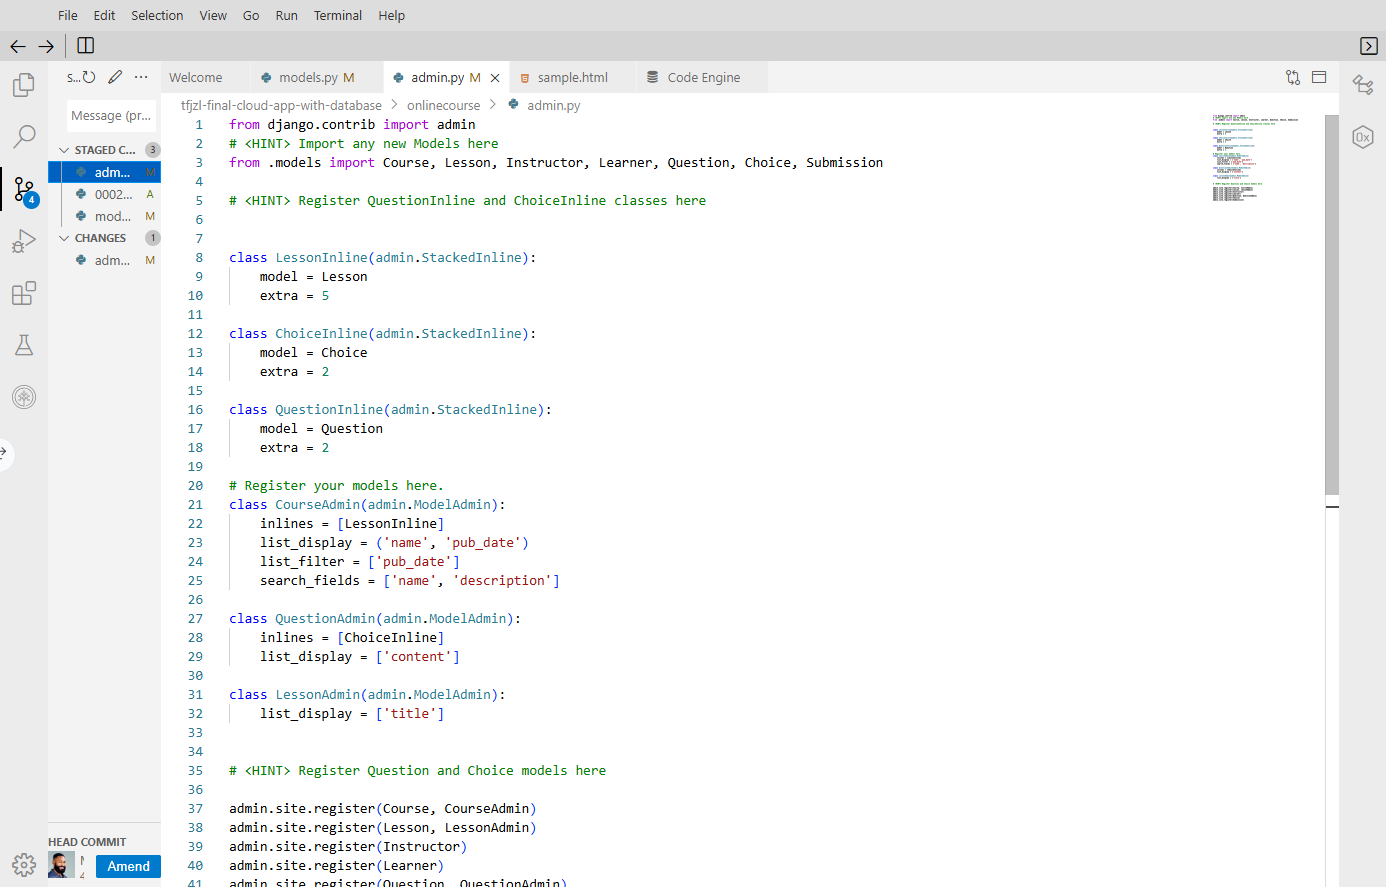 File Edit Selection View Go Run Terminal Help
S... Welcome models.py M admin.py M sample.html Code Engine
tfjzl-final-cloud-app-with-database > onlinecourse > admin.py
Message (pr...
STAGED C... 3
adm... M
0002... A
mod... M
CHANGES 1
adm... M
4
1 from django.contrib import admin
2 # <HINT> Import any new Models here
3 from .models import Course, Lesson, Instructor, Learner, Question, Choice, Submission
4
5 # <HINT> Register QuestionInline and ChoiceInline classes here
6
7
8 class LessonInline(admin.StackedInline):
9 model = Lesson
10 extra = 5
11
12 class ChoiceInline(admin.StackedInline):
13 model = Choice
14 extra = 2
15
16 class QuestionInline(admin.StackedInline):
17 model = Question
18 extra = 2
19
20 # Register your models here.
21 class CourseAdmin(admin.ModelAdmin):
22 inlines = [LessonInline]
23 list_display = ('name', 'pub_date')
24 list_filter = ['pub_date']
25 search_fields = ['name', 'description']
26
27 class QuestionAdmin(admin.ModelAdmin):
28 inlines = [ChoiceInline]
29 list_display = ['content']
30
31 class LessonAdmin(admin.ModelAdmin):
32 list_display = ['title']
33
34
35 # <HINT> Register Question and Choice models here
36
37 admin.site.register(Course, CourseAdmin)
38 admin.site.register(Lesson, LessonAdmin)
39 admin.site.register(Instructor)
40 admin.site.register(Learner)
41 admin.site.register(Question, QuestionAdmin)
HEAD COMMIT
Amend
0x